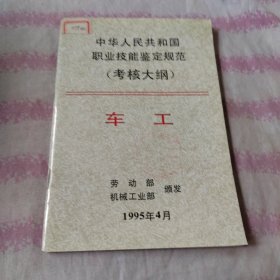 中华人民共和国
职业技能鉴定规范
(考核大纲)
车工
劳动部
机械工业部 颁发
1995年4月